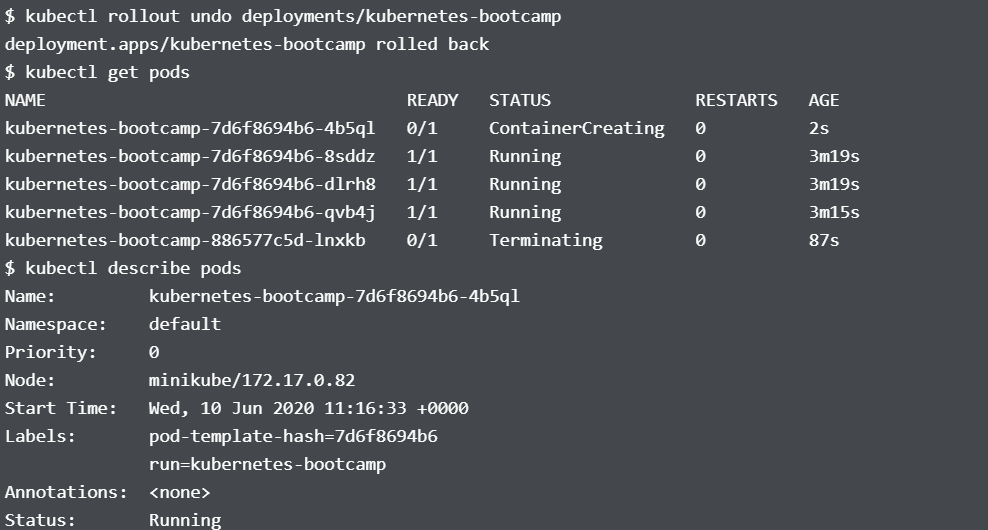 $ kubectl rollout undo deployments/kubernetes-bootcamp
deployment.apps/kubernetes-bootcamp rolled back
$ kubectl get pods
NAME                                   READY   STATUS              RESTARTS   AGE
kubernetes-bootcamp-7d6f8694b6-4b5ql   0/1     ContainerCreating   0          2s
kubernetes-bootcamp-7d6f8694b6-8sddz   1/1     Running             0          3m19s
kubernetes-bootcamp-7d6f8694b6-dlrh8   1/1     Running             0          3m19s
kubernetes-bootcamp-7d6f8694b6-qvb4j   1/1     Running             0          3m15s
kubernetes-bootcamp-886577c5d-lnxkb    0/1     Terminating         0          87s
$ kubectl describe pods
Name:         kubernetes-bootcamp-7d6f8694b6-4b5ql
Namespace:    default
Priority:     0
Node:         minikube/172.17.0.82
Start Time:   Wed, 10 Jun 2020 11:16:33 +0000
Labels:       pod-template-hash=7d6f8694b6
              run=kubernetes-bootcamp
Annotations:  <none>
Status:       Running